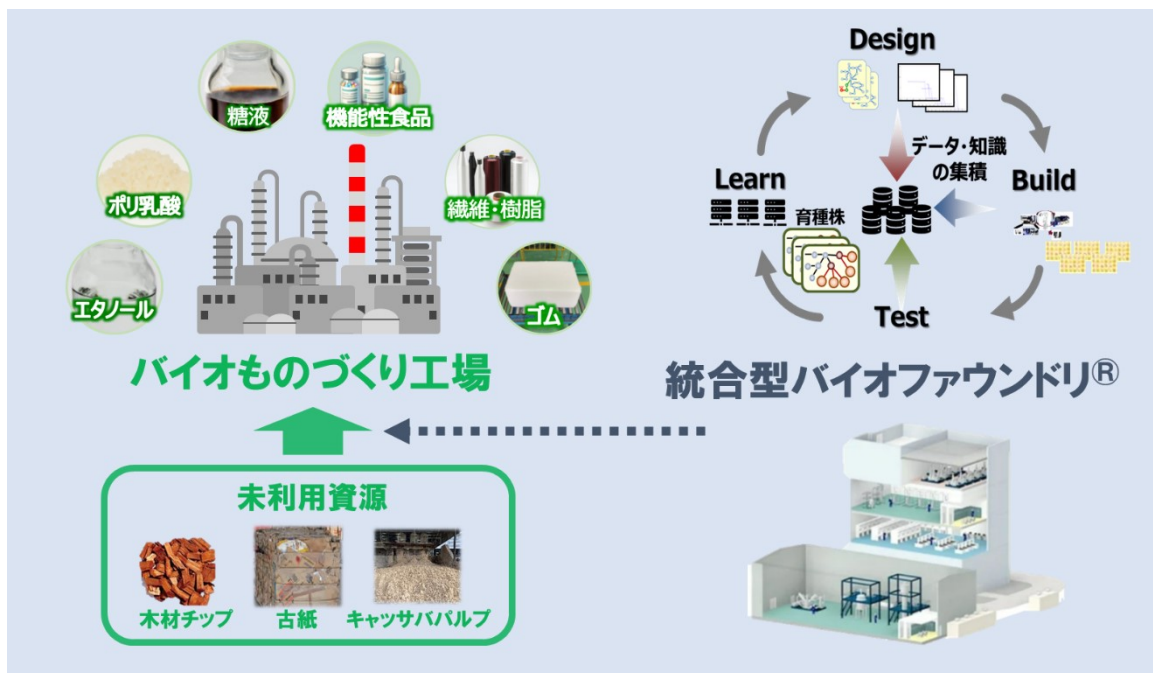 糖液
機能性食品
ポリ乳酸
繊維・樹脂
エタノール
ゴム
バイオものづくり工場
未利用資源
木材チップ
古紙
キャッサバパルプ
Design
データ・知識
の集積
Learn
Build
育種株
Test
統合型バイオファウンドリ®